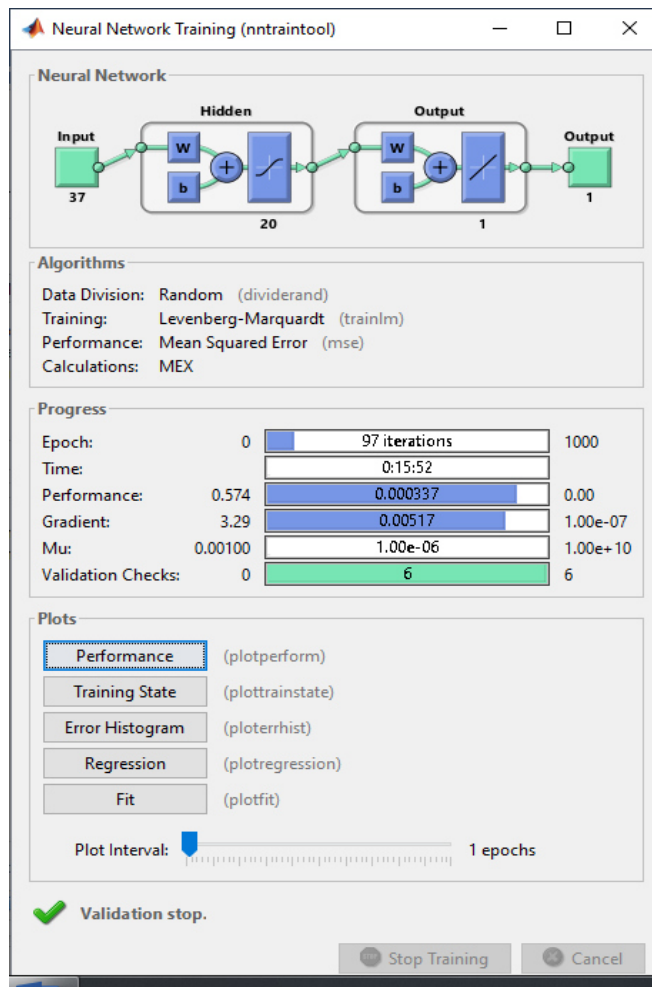 Neural Network Training (nntraintool)
Neural Network
Hidden Output
Input W b + W b + Output
37 20 1 1
Algorithms
Data Division: Random (dividerand)
Training: Levenberg-Marquardt (trainlm)
Performance: Mean Squared Error (mse)
Calculations: MEX
Progress
Epoch: 0 97 iterations 1000
Time: 0:15:52
Performance: 0.574 0.000337 0.00
Gradient: 3.29 0.00517 1.00e-07
Mu: 0.00100 1.00e-06 1.00e+10
Validation Checks: 0 6 6
Plots
Performance (plotperform)
Training State (plottrainstate)
Error Histogram (ploterrhist)
Regression (plotregression)
Fit (plotfit)
Plot Interval: 1 epochs
Validation stop.
Stop Training Cancel